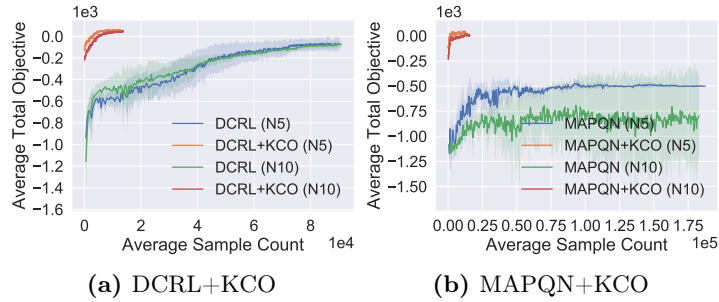 1e3
0.00
−0.2
−0.4
−0.6
−0.8
−1.0
−1.2
−1.4
−1.6
Average Total Objective
DCRL (N5)
DCRL+KCO (N5)
DCRL (N10)
DCRL+KCO (N10)
0 2 4 6 8
Average Sample Count
1e4
(a) DCRL+KCO
1e3
0.00
−0.25
−0.50
−0.75
−1.00
−1.25
−1.50
Average Total Objective
MAPQN (N5)
MAPQN+KCO (N5)
MAPQN (N10)
MAPQN+KCO (N10)
0.00 0.25 0.50 0.75 1.00 1.25 1.50 1.75
Average Sample Count
1e5
(b) MAPQN+KCO